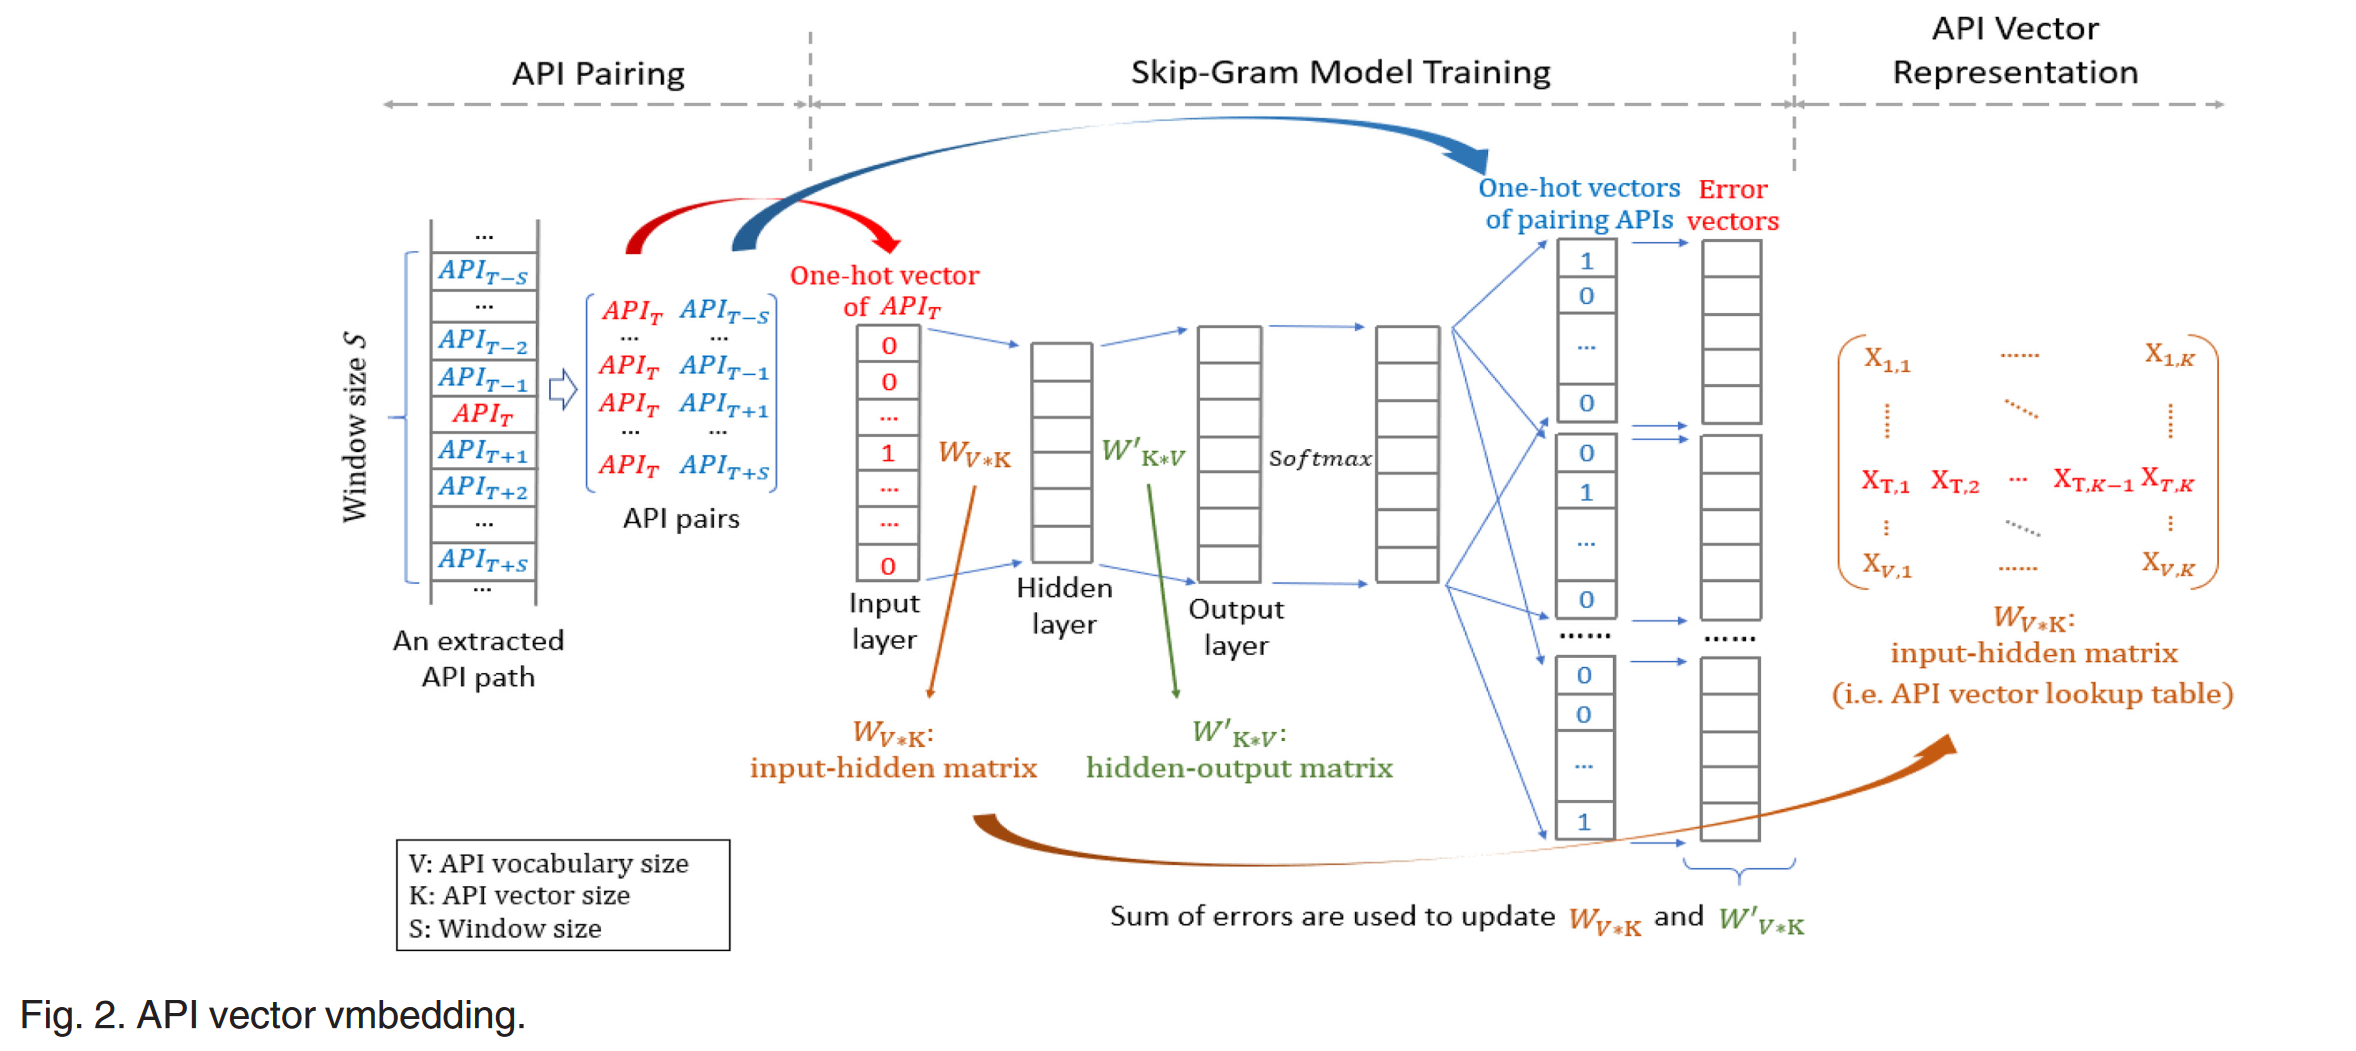 API Pairing
Skip-Gram Model Training
API Vector
Representation
Window size S
...
API_{T−S}
...
API_{T−2}
API_{T−1}
API_T
API_{T+1}
API_{T+2}
...
API_{T+S}
...
An extracted
API path
API_T API_{T−S}
... ...
API_T API_{T−1}
API_T API_{T+1}
... ...
API_T API_{T+S}
API pairs
One-hot vector
of API_T
0
0
...
1
...
...
0
Input
layer
W_{V∗K}
Hidden
layer
W′_{K∗V}
Output
layer
Softmax
W_{V∗K}:
input-hidden matrix
W′_{K∗V}:
hidden-output matrix
One-hot vectors
of pairing APIs
1
0
...
0
0
1
...
0
......
0
0
...
1
Error
vectors
......
Sum of errors are used to update W_{V∗K} and W′_{V∗K}
X_{1,1} ...... X_{1,K}
X_{T,1} X_{T,2} ... X_{T,K−1} X_{T,K}
X_{V,1} ...... X_{V,K}
W_{V∗K}:
input-hidden matrix
(i.e. API vector lookup table)
V: API vocabulary size
K: API vector size
S: Window size
Fig. 2. API vector vmbedding.